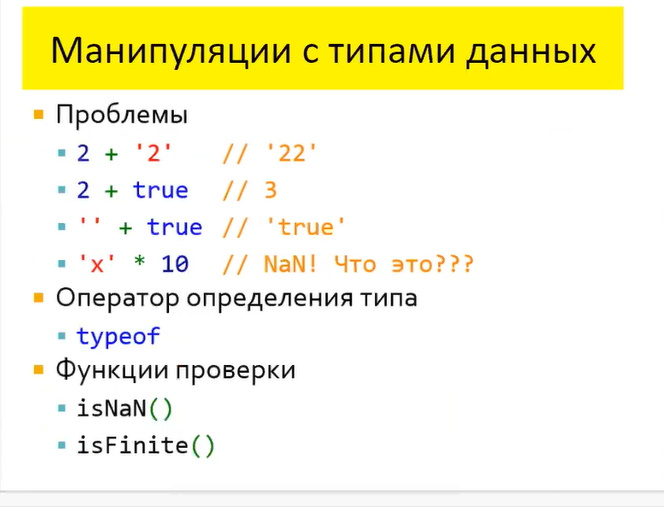 Манипуляции с типами данных
Проблемы
2 + '2' // '22'
2 + true // 3
'' + true // 'true'
'x' * 10 // NaN! Что это???
Оператор определения типа
typeof
Функции проверки
isNaN()
isFinite()